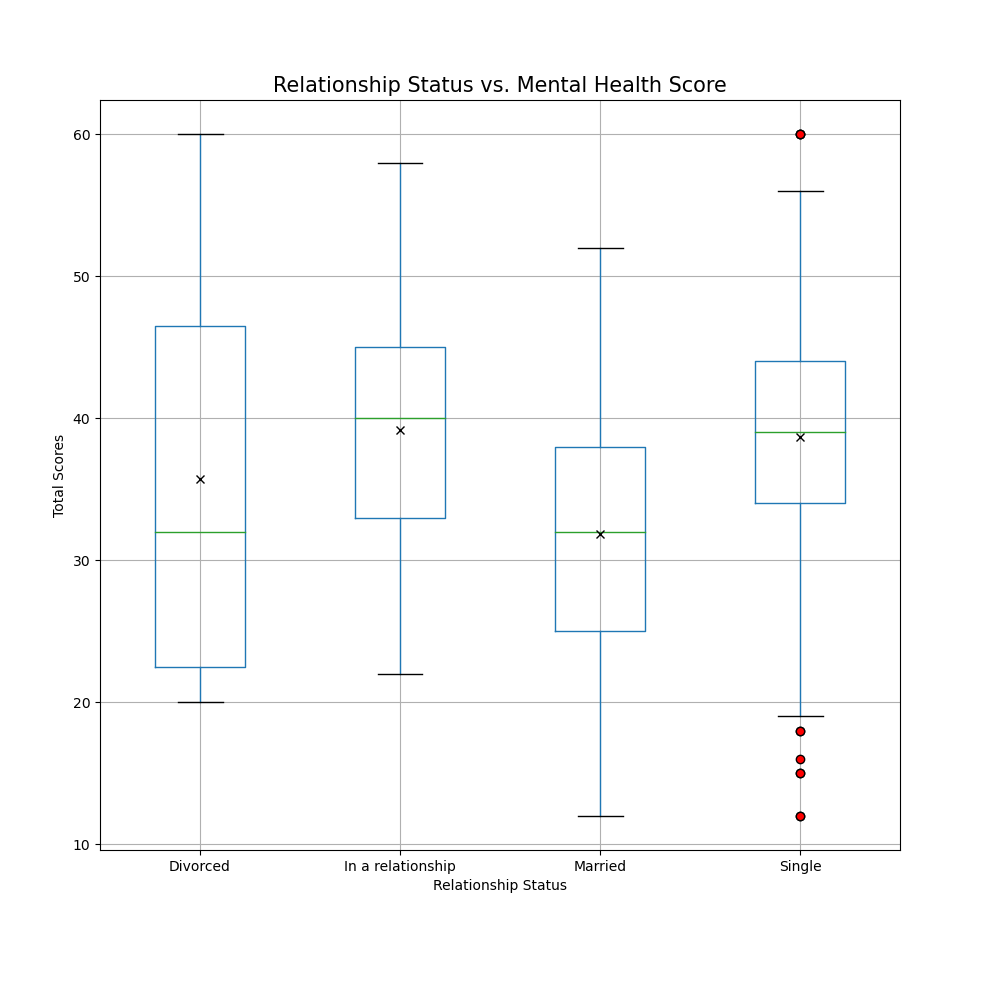 Relationship Status vs. Mental Health Score
60
50
40
30
20
10
Total Scores
Divorced
In a relationship
Married
Single
Relationship Status